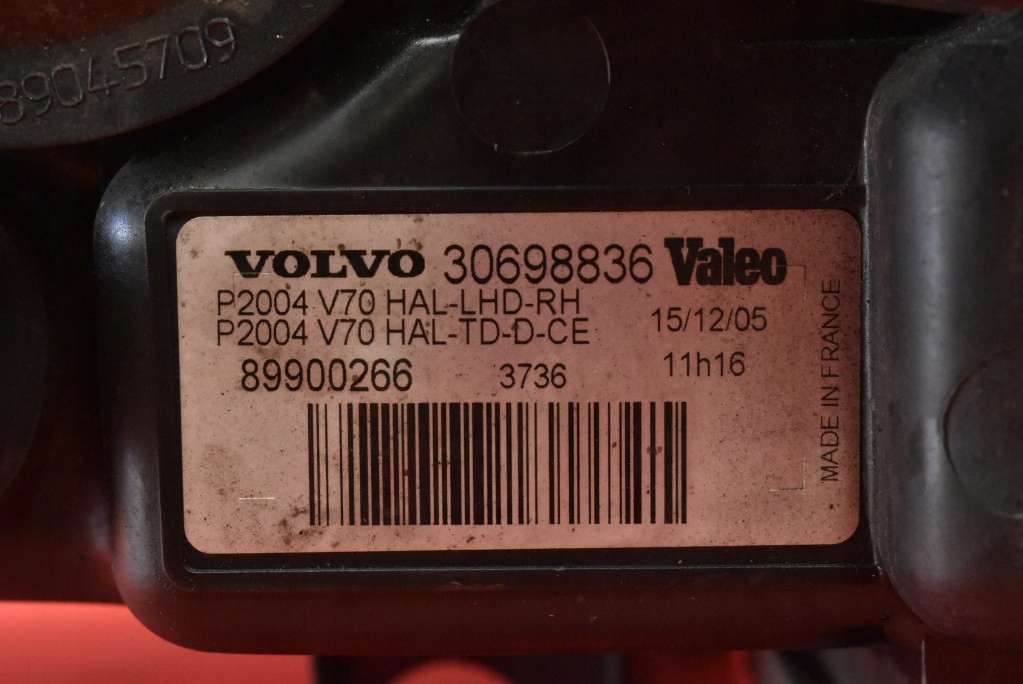 89045709
VOLVO 30698836 Valeo
P2004 V70 HAL-LHD-RH
P2004 V70 HAL-TD-D-CE
15/12/05
89900266 3736 11h16
MADE IN FRANCE